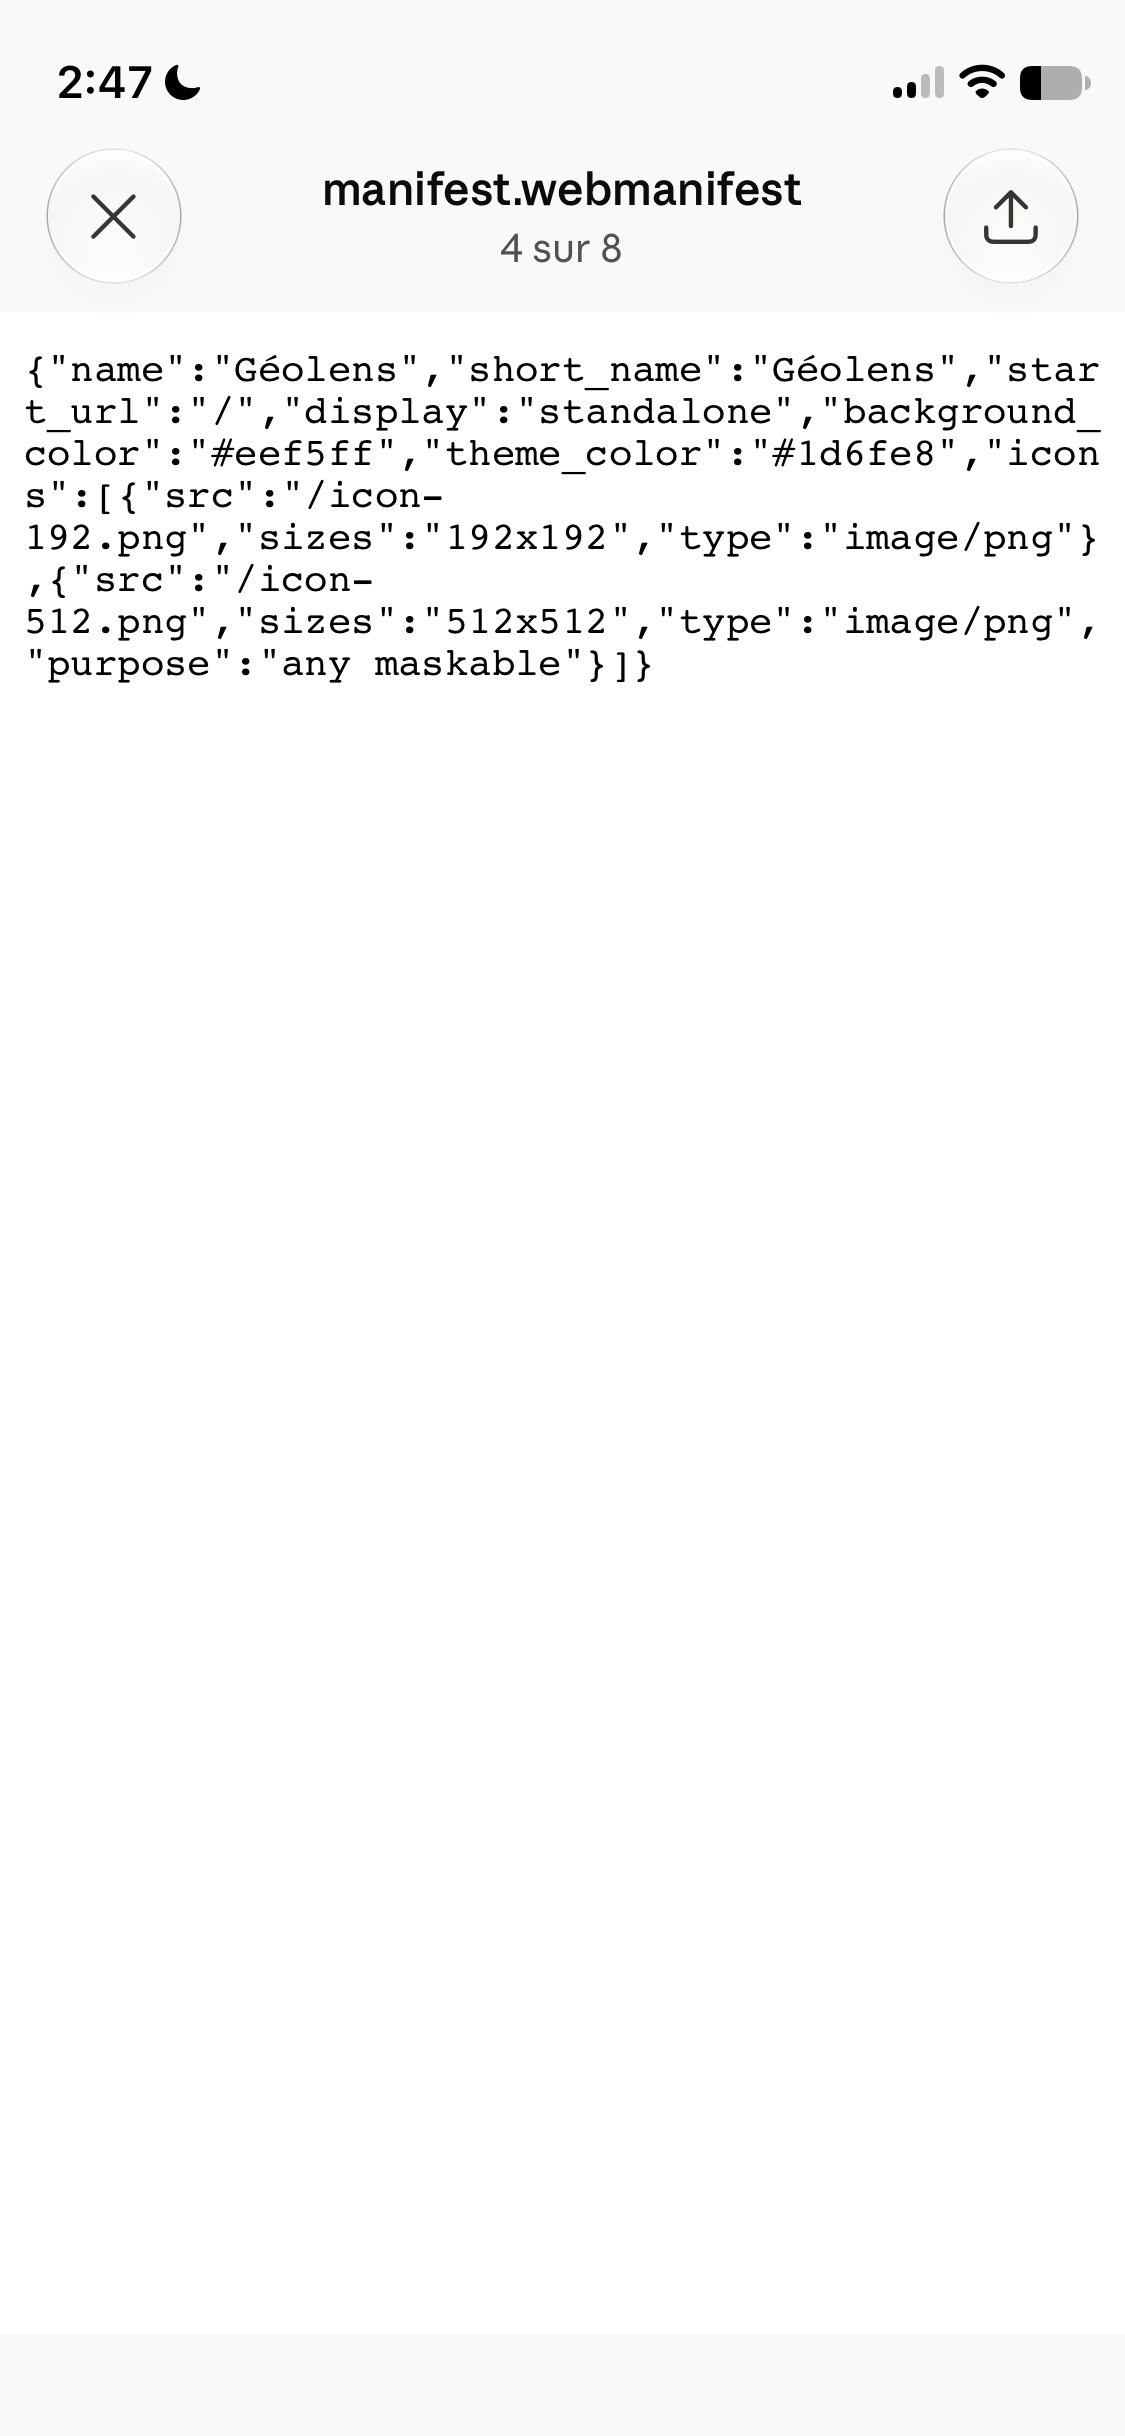 2:47
manifest.webmanifest
4 sur 8
{"name":"Géolens","short_name":"Géolens","star
t_url":"/","display":"standalone","background_
color":"#eef5ff","theme_color":"#1d6fe8","icon
s":[{"src":"/icon-
192.png","sizes":"192x192","type":"image/png"}
,{"src":"/icon-
512.png","sizes":"512x512","type":"image/png",
"purpose":"any maskable"}]}